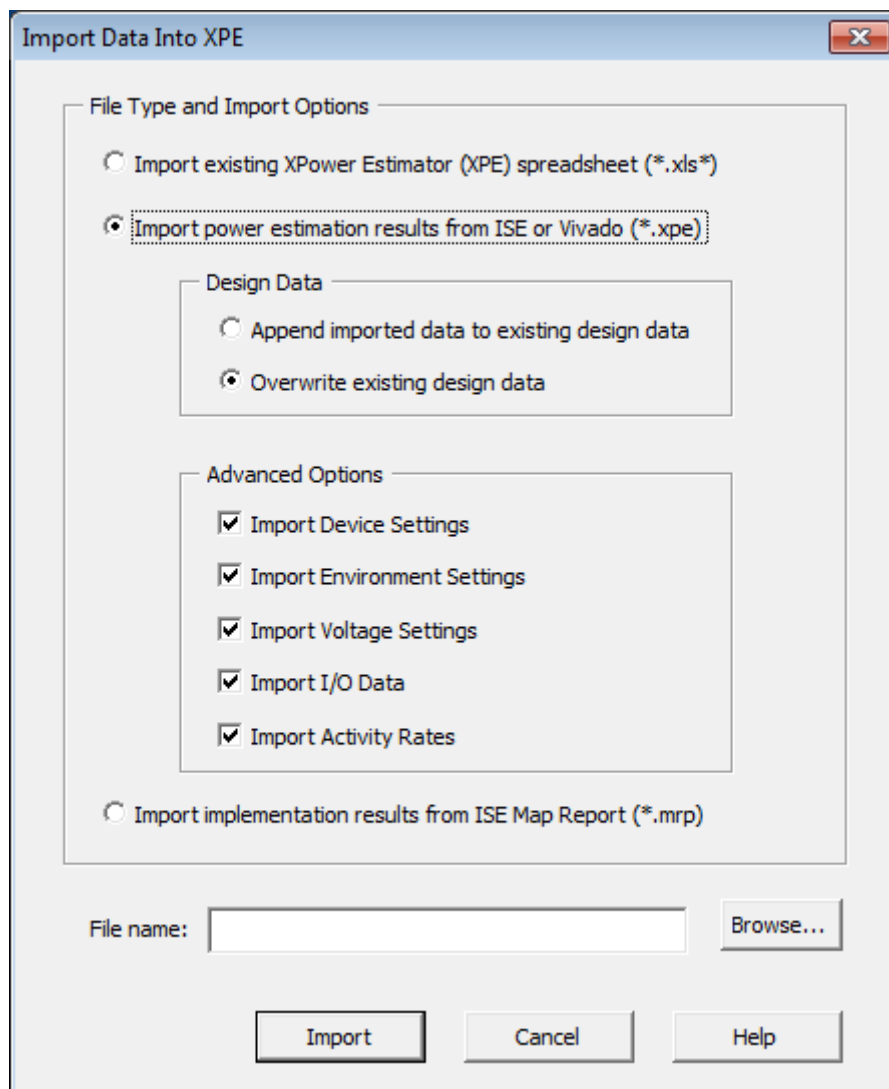 Import Data Into XPE
File Type and Import Options
Import existing XPower Estimator (XPE) spreadsheet (*.xls*)
Import power estimation results from ISE or Vivado (*.xpe)
Design Data
Append imported data to existing design data
Overwrite existing design data
Advanced Options
Import Device Settings
Import Environment Settings
Import Voltage Settings
Import I/O Data
Import Activity Rates
Import implementation results from ISE Map Report (*.mrp)
File name:
Browse...
Import
Cancel
Help